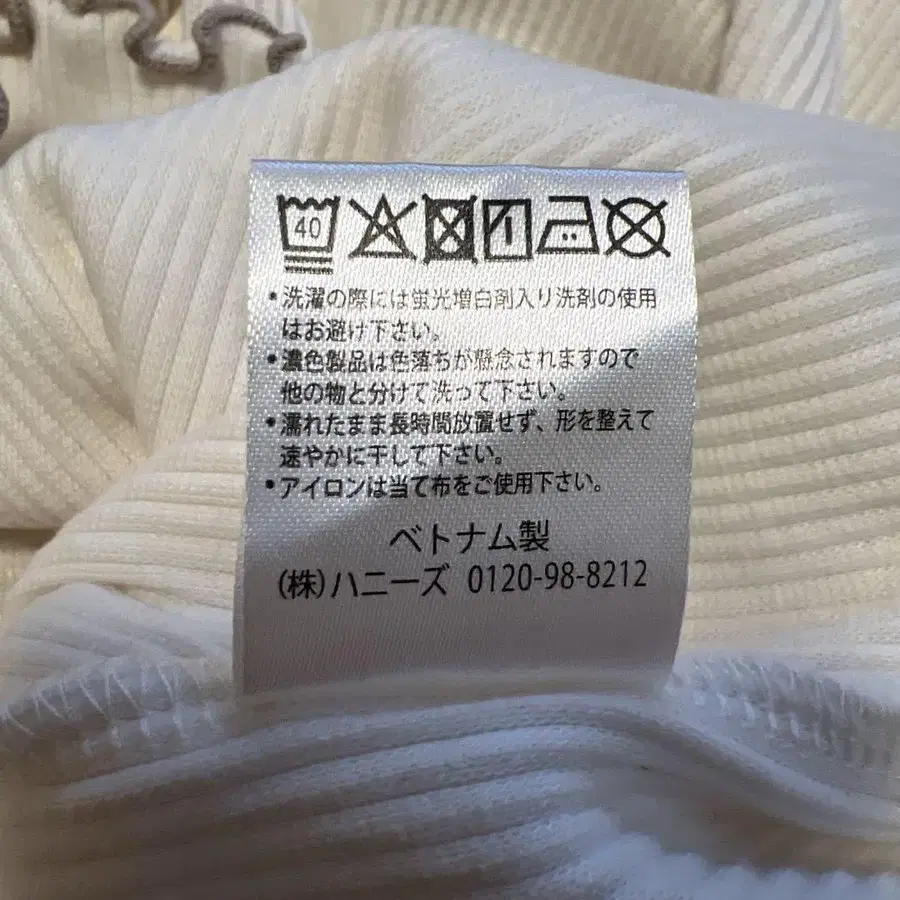 40
•洗濯の際には蛍光増白剤入り洗剤の使用
はお避け下さい。
•濃色製品は色落ちが懸念されますので
他の物と分けて洗って下さい。
•濡れたまま長時間放置せず、形を整えて
速やかに干して下さい。
•アイロンは当て布をご使用下さい。
ベトナム製
(株)ハニーズ 0120-98-8212